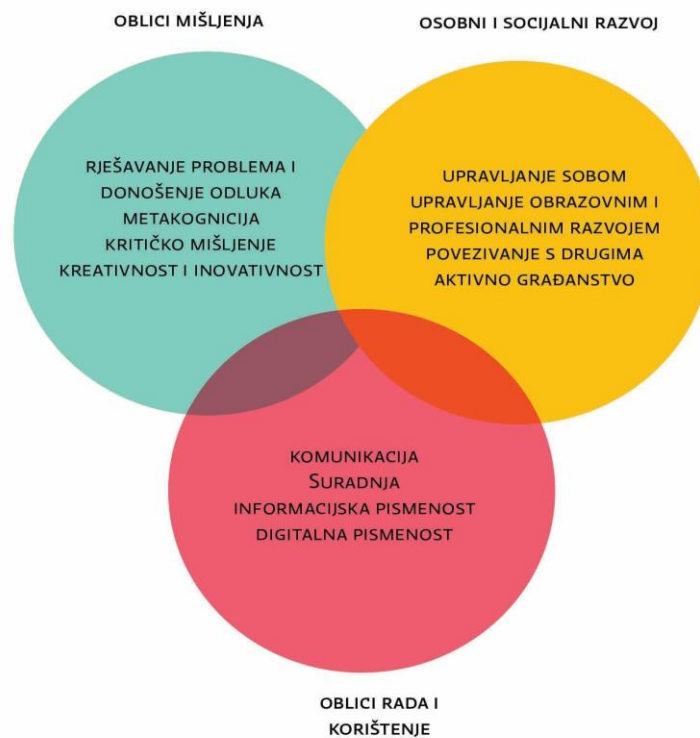 OBLICI MIŠLJENJA
OSOBNI I SOCIJALNI RAZVOJ
RJEŠAVANJE PROBLEMA I
DONOŠENJE ODLUKA
METAKOGNICIJA
KRITIČKO MIŠLJENJE
KREATIVNOST I INOVATIVNOST
UPRAVLJANJE SOBOM
UPRAVLJANJE OBRAZOVNIM I
PROFESIONALNIM RAZVOJEM
POVEZIVANJE S DRUGIMA
AKTIVNO GRAĐANSTVO
KOMUNIKACIJA
SURADNJA
INFORMACIJSKA PISMENOST
DIGITALNA PISMENOST
OBLICI RADA I
KORIŠTENJE